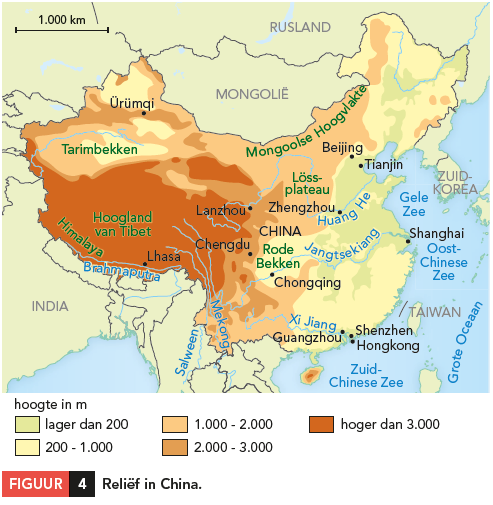 1.000 km
RUSLAND
MONGOLIË
Ürümqi
Mongoolse Hoogvlakte
Tarimbekken
Beijing
Tianjin
ZUID-
KOREA
Löss-
plateau
Gele
Zee
Lanzhou
Zhengzhou
Huang He
Hoogland
van Tibet
CHINA
Shanghai
Himalaya
Chengdu
Rode
Bekken
Jangtsekiang
Oost-
Chinese
Zee
Lhasa
Brahmaputra
Chongqing
INDIA
Salween
Mekong
Xi Jiang
TAIWAN
Guangzhou
Shenzhen
Hongkong
Zuid-
Chinese Zee
Grote Oceaan
hoogte in m
lager dan 200
1.000 - 2.000
hoger dan 3.000
200 - 1.000
2.000 - 3.000
FIGUUR 4 Reliëf in China.